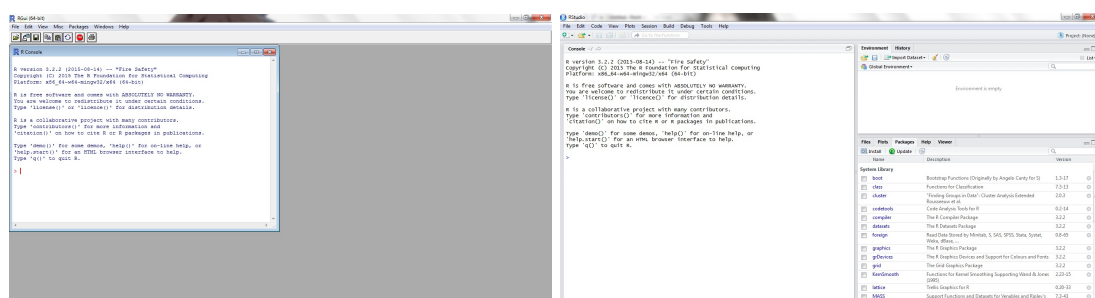 RGui (64-bit)
File Edit View Misc Packages Windows Help
R Console
R version 3.2.2 (2015-08-14) -- "Fire Safety"
Copyright (C) 2015 The R Foundation for Statistical Computing
Platform: x86_64-w64-mingw32/x64 (64-bit)
R is free software and comes with ABSOLUTELY NO WARRANTY.
You are welcome to redistribute it under certain conditions.
Type 'license()' or 'licence()' for distribution details.
R is a collaborative project with many contributors.
Type 'contributors()' for more information and
'citation()' on how to cite R or R packages in publications.
Type 'demo()' for some demos, 'help()' for on-line help, or
'help.start()' for an HTML browser interface to help.
Type 'q()' to quit R.
>
RStudio
File Edit Code View Plots Session Build Debug Tools Help
Go to file/function
Project: (None)
Console ~/
R version 3.2.2 (2015-08-14) -- "Fire Safety"
Copyright (C) 2015 The R Foundation for Statistical Computing
Platform: x86_64-w64-mingw32/x64 (64-bit)
R is free software and comes with ABSOLUTELY NO WARRANTY.
You are welcome to redistribute it under certain conditions.
Type 'license()' or 'licence()' for distribution details.
R is a collaborative project with many contributors.
Type 'contributors()' for more information and
'citation()' on how to cite R or R packages in publications.
Type 'demo()' for some demos, 'help()' for on-line help, or
'help.start()' for an HTML browser interface to help.
Type 'q()' to quit R.
>
Environment History
Import Dataset List
Global Environment
Environment is empty
Files Plots Packages Help Viewer
Install Update
Name Description Version
System Library
boot Bootstrap Functions (Originally by Angelo Canty for S) 1.3-17
class Functions for Classification 7.3-13
cluster "Finding Groups in Data": Cluster Analysis Extended Rousseeuw et al. 2.0.3
codetools Code Analysis Tools for R 0.2-14
compiler The R Compiler Package 3.2.2
datasets The R Datasets Package 3.2.2
foreign Read Data Stored by Minitab, S, SAS, SPSS, Stata, Systat, Weka, dBase, ... 0.8-65
graphics The R Graphics Package 3.2.2
grDevices The R Graphics Devices and Support for Colours and Fonts 3.2.2
grid The Grid Graphics Package 3.2.2
KernSmooth Functions for Kernel Smoothing Supporting Wand & Jones (1995) 2.23-15
lattice Trellis Graphics for R 0.20-33
MASS Support Functions and Datasets for Venables and Ripley's 7.3-43